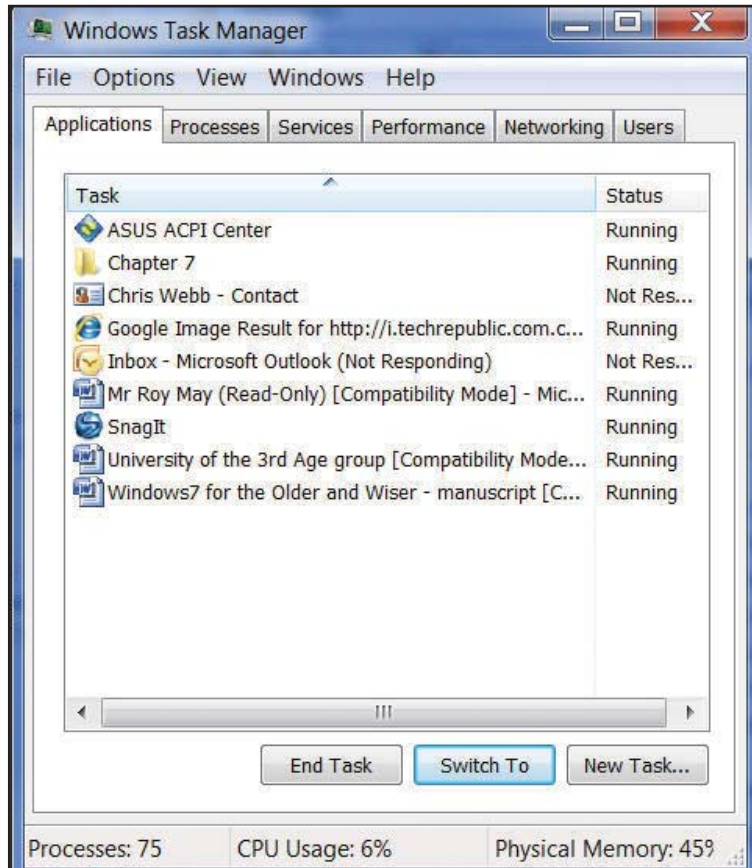 Windows Task Manager
File Options View Windows Help
Applications Processes Services Performance Networking Users
Task Status
ASUS ACPI Center Running
Chapter 7 Running
Chris Webb - Contact Not Res...
Google Image Result for http://i.techrepublic.com.c... Running
Inbox - Microsoft Outlook (Not Responding) Not Res...
Mr Roy May (Read-Only) [Compatibility Mode] - Mic... Running
SnagIt Running
University of the 3rd Age group [Compatibility Mode... Running
Windows7 for the Older and Wiser - manuscript [C... Running
End Task Switch To New Task...
Processes: 75 CPU Usage: 6% Physical Memory: 45%